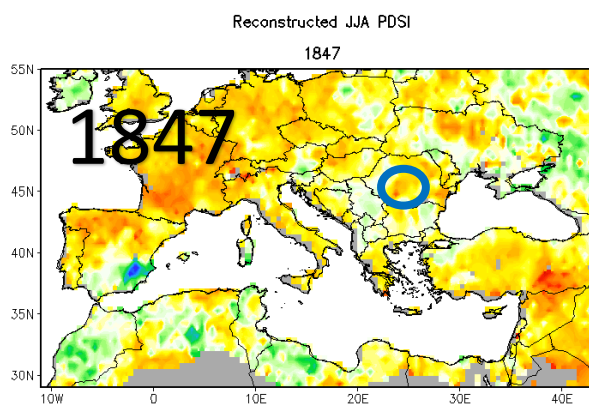 Reconstructed JJA PDSI
1847
55N
1847
50N
45N
40N
35N
30N
10W 0 10E 20E 30E 40E